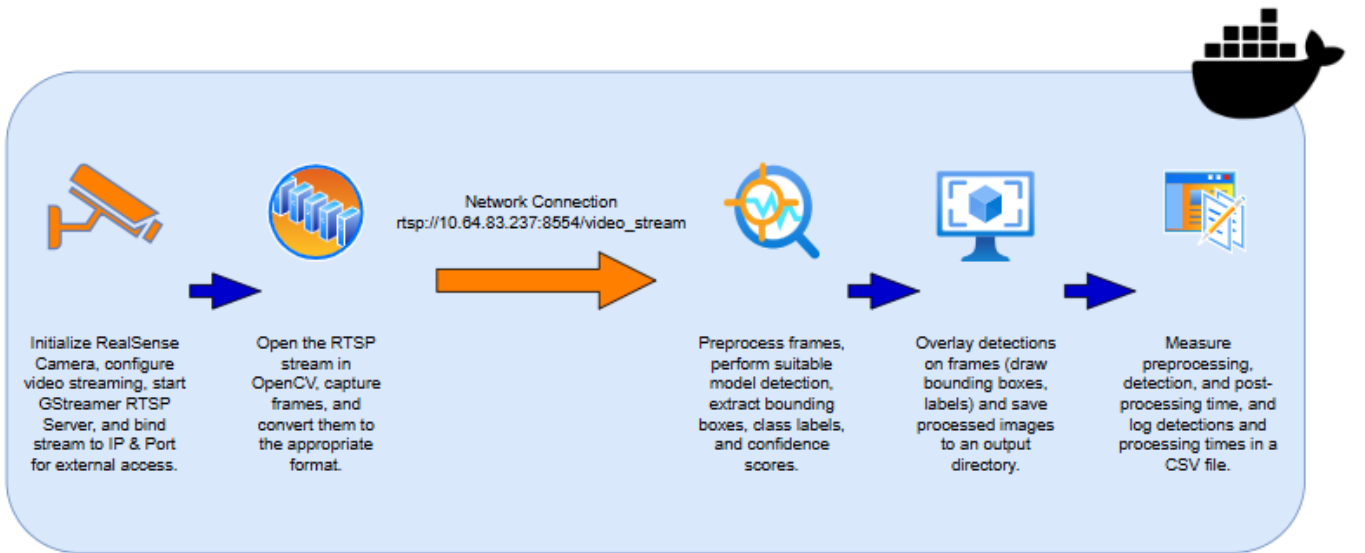 Network Connection
rtsp://10.64.83.237:8554/video_stream
Initialize RealSense
Camera, configure
video streaming, start
GStreamer RTSP
Server, and bind
stream to IP & Port
for external access.
Open the RTSP
stream in
OpenCV, capture
frames, and
convert them to
the appropriate
format.
Preprocess frames,
perform suitable
model detection,
extract bounding
boxes, class labels,
and confidence
scores.
Overlay detections
on frames (draw
bounding boxes,
labels) and save
processed images
to an output
directory.
Measure
preprocessing,
detection, and post-
processing time, and
log detections and
processing times in a
CSV file.